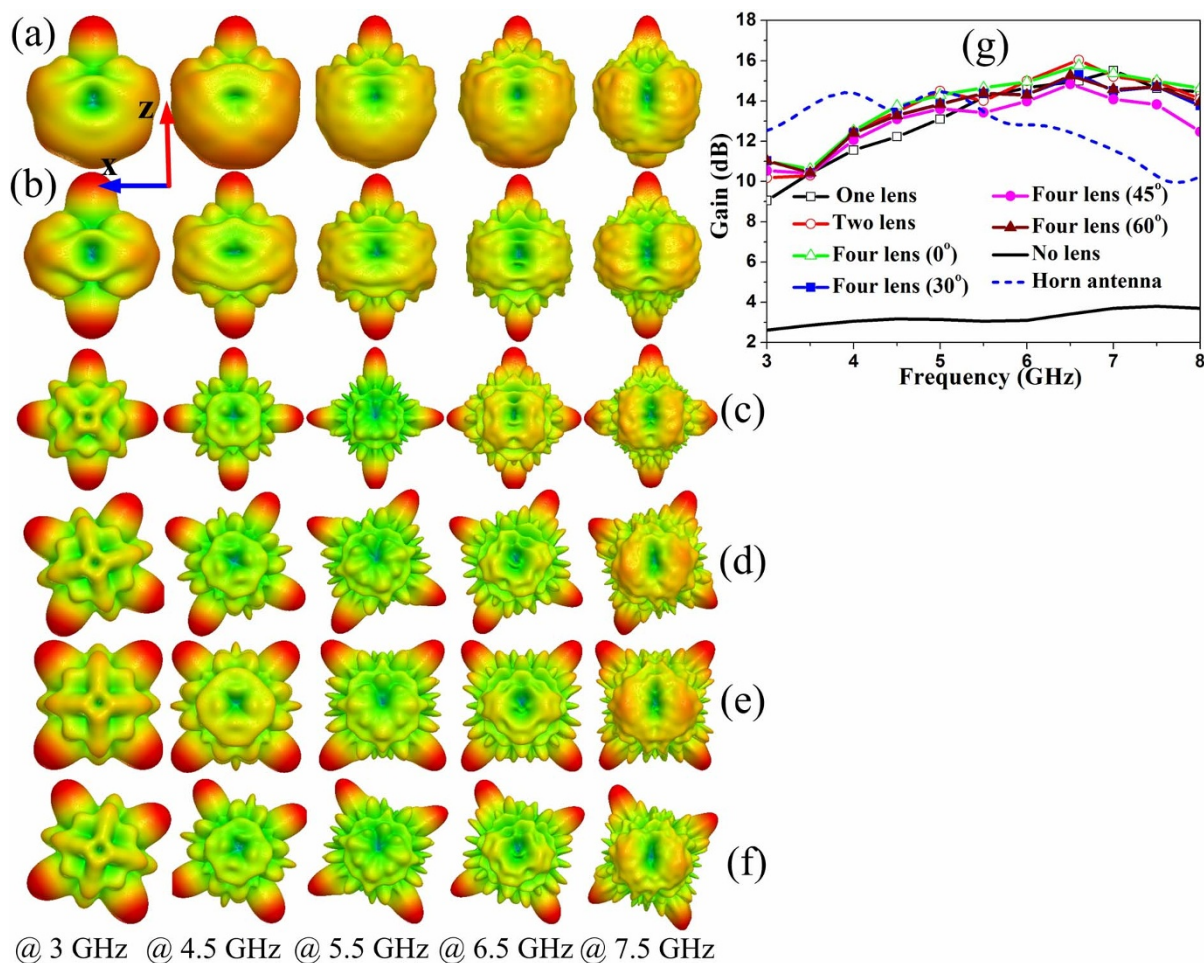 (a)
z
x
(b)
(c)
(d)
(e)
(f)
@ 3 GHz @ 4.5 GHz @ 5.5 GHz @ 6.5 GHz @ 7.5 GHz
(g)
Gain (dB)
18
16
14
12
10
8
6
4
2
One lens
Two lens
Four lens (0°)
Four lens (30°)
Four lens (45°)
Four lens (60°)
No lens
Horn antenna
3 4 5 6 7 8
Frequency (GHz)